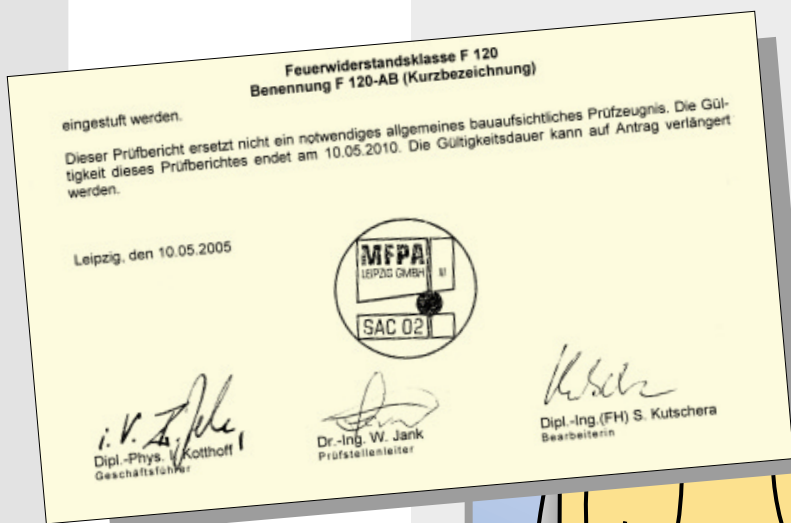 Feuerwiderstandsklasse F 120
Benennung F 120-AB (Kurzbezeichnung)
eingestuft werden.
Dieser Prüfbericht ersetzt nicht ein notwendiges allgemeines bauaufsichtliches Prüfzeugnis. Die Gül-
tigkeit dieses Prüfberichtes endet am 10.05.2010. Die Gültigkeitsdauer kann auf Antrag verlängert
werden.
Leipzig, den 10.05.2005
MFPA
LEIPZIG GMBH
SAC 02
i. V.
Dipl.-Phys. I. Kotthoff
Geschäftsführer
Dr.-Ing. W. Jank
Prüfstellenleiter
Dipl.-Ing.(FH) S. Kutschera
Bearbeiterin